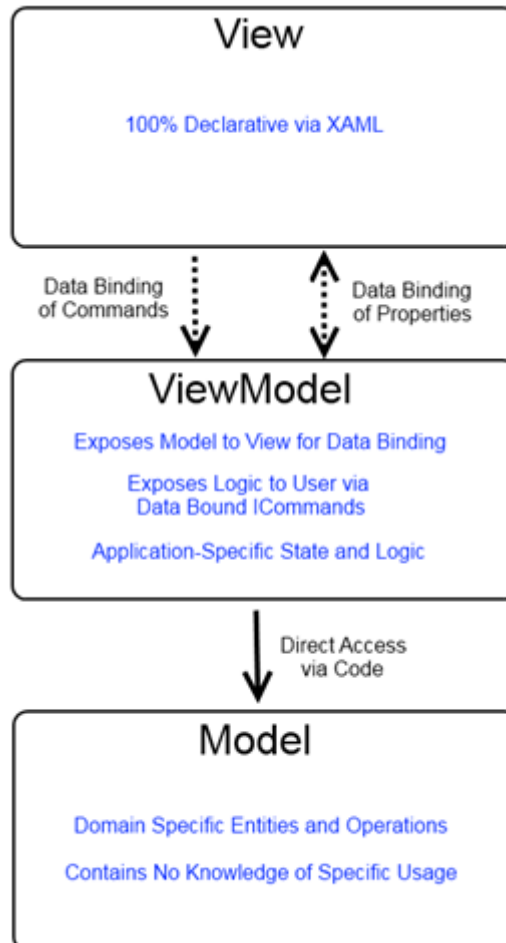 View
100% Declarative via XAML
Data Binding
of Commands
Data Binding
of Properties
ViewModel
Exposes Model to View for Data Binding
Exposes Logic to User via
Data Bound ICommands
Application-Specific State and Logic
Direct Access
via Code
Model
Domain Specific Entities and Operations
Contains No Knowledge of Specific Usage